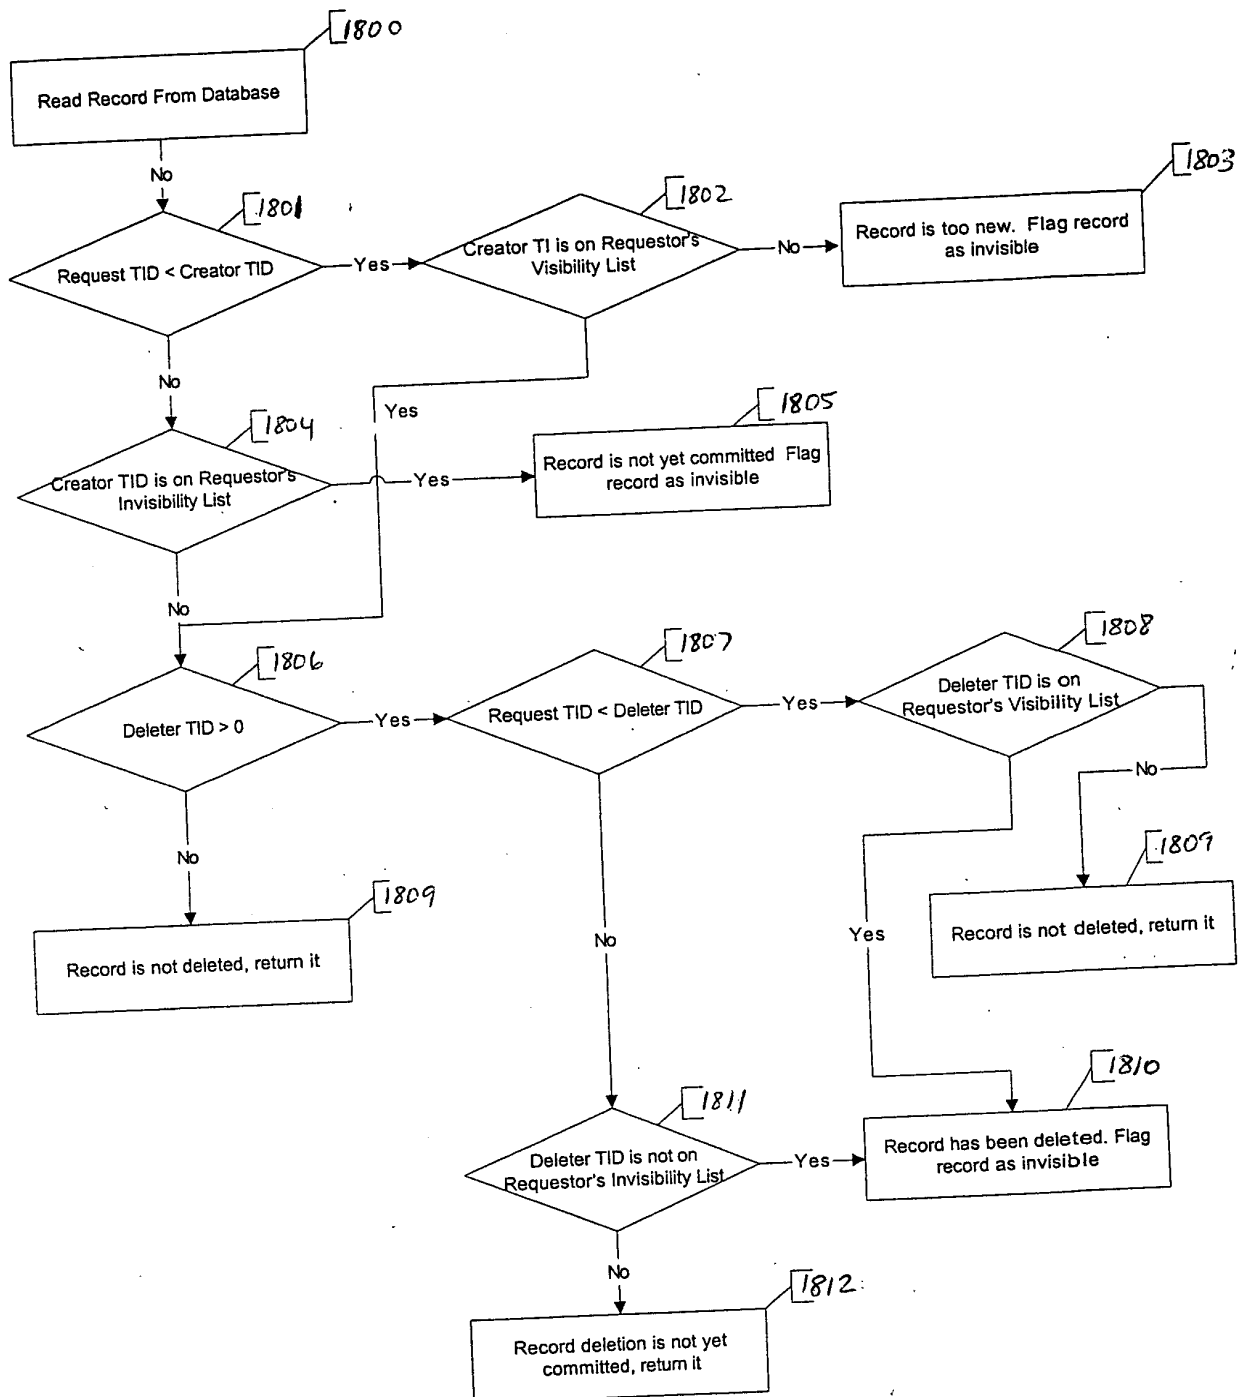 1800
Read Record From Database
No
1801
1802
1803
Request TID < Creator TID
Yes
Creator TI is on Requestor's
Visibility List
No
Record is too new. Flag record
as invisible
No
Yes
1804
1805
Creator TID is on Requestor's
Invisibility List
Yes
Record is not yet committed Flag
record as invisible
No
1806
1807
1808
Deleter TID > 0
Yes
Request TID < Deleter TID
Yes
Deleter TID is on
Requestor's Visibility List
No
No
1809
1809
Record is not deleted, return it
No
Yes
Record is not deleted, return it
1811
1810
Deleter TID is not on
Requestor's Invisibility List
Yes
Record has been deleted. Flag
record as invisible
No
1812
Record deletion is not yet
committed, return it